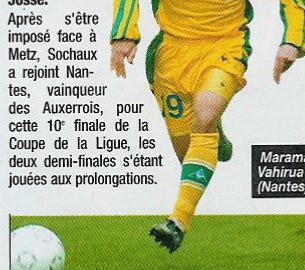 Josse.
Après s'être
imposé face à
Metz, Sochaux
a rejoint Nan-
tes, vainqueur
des Auxerrois, pour
cette 10e finale de la
Coupe de la Ligue, les
deux demi-finales s'étant
jouées aux prolongations.
19
Marama
Vahirua
(Nantes)